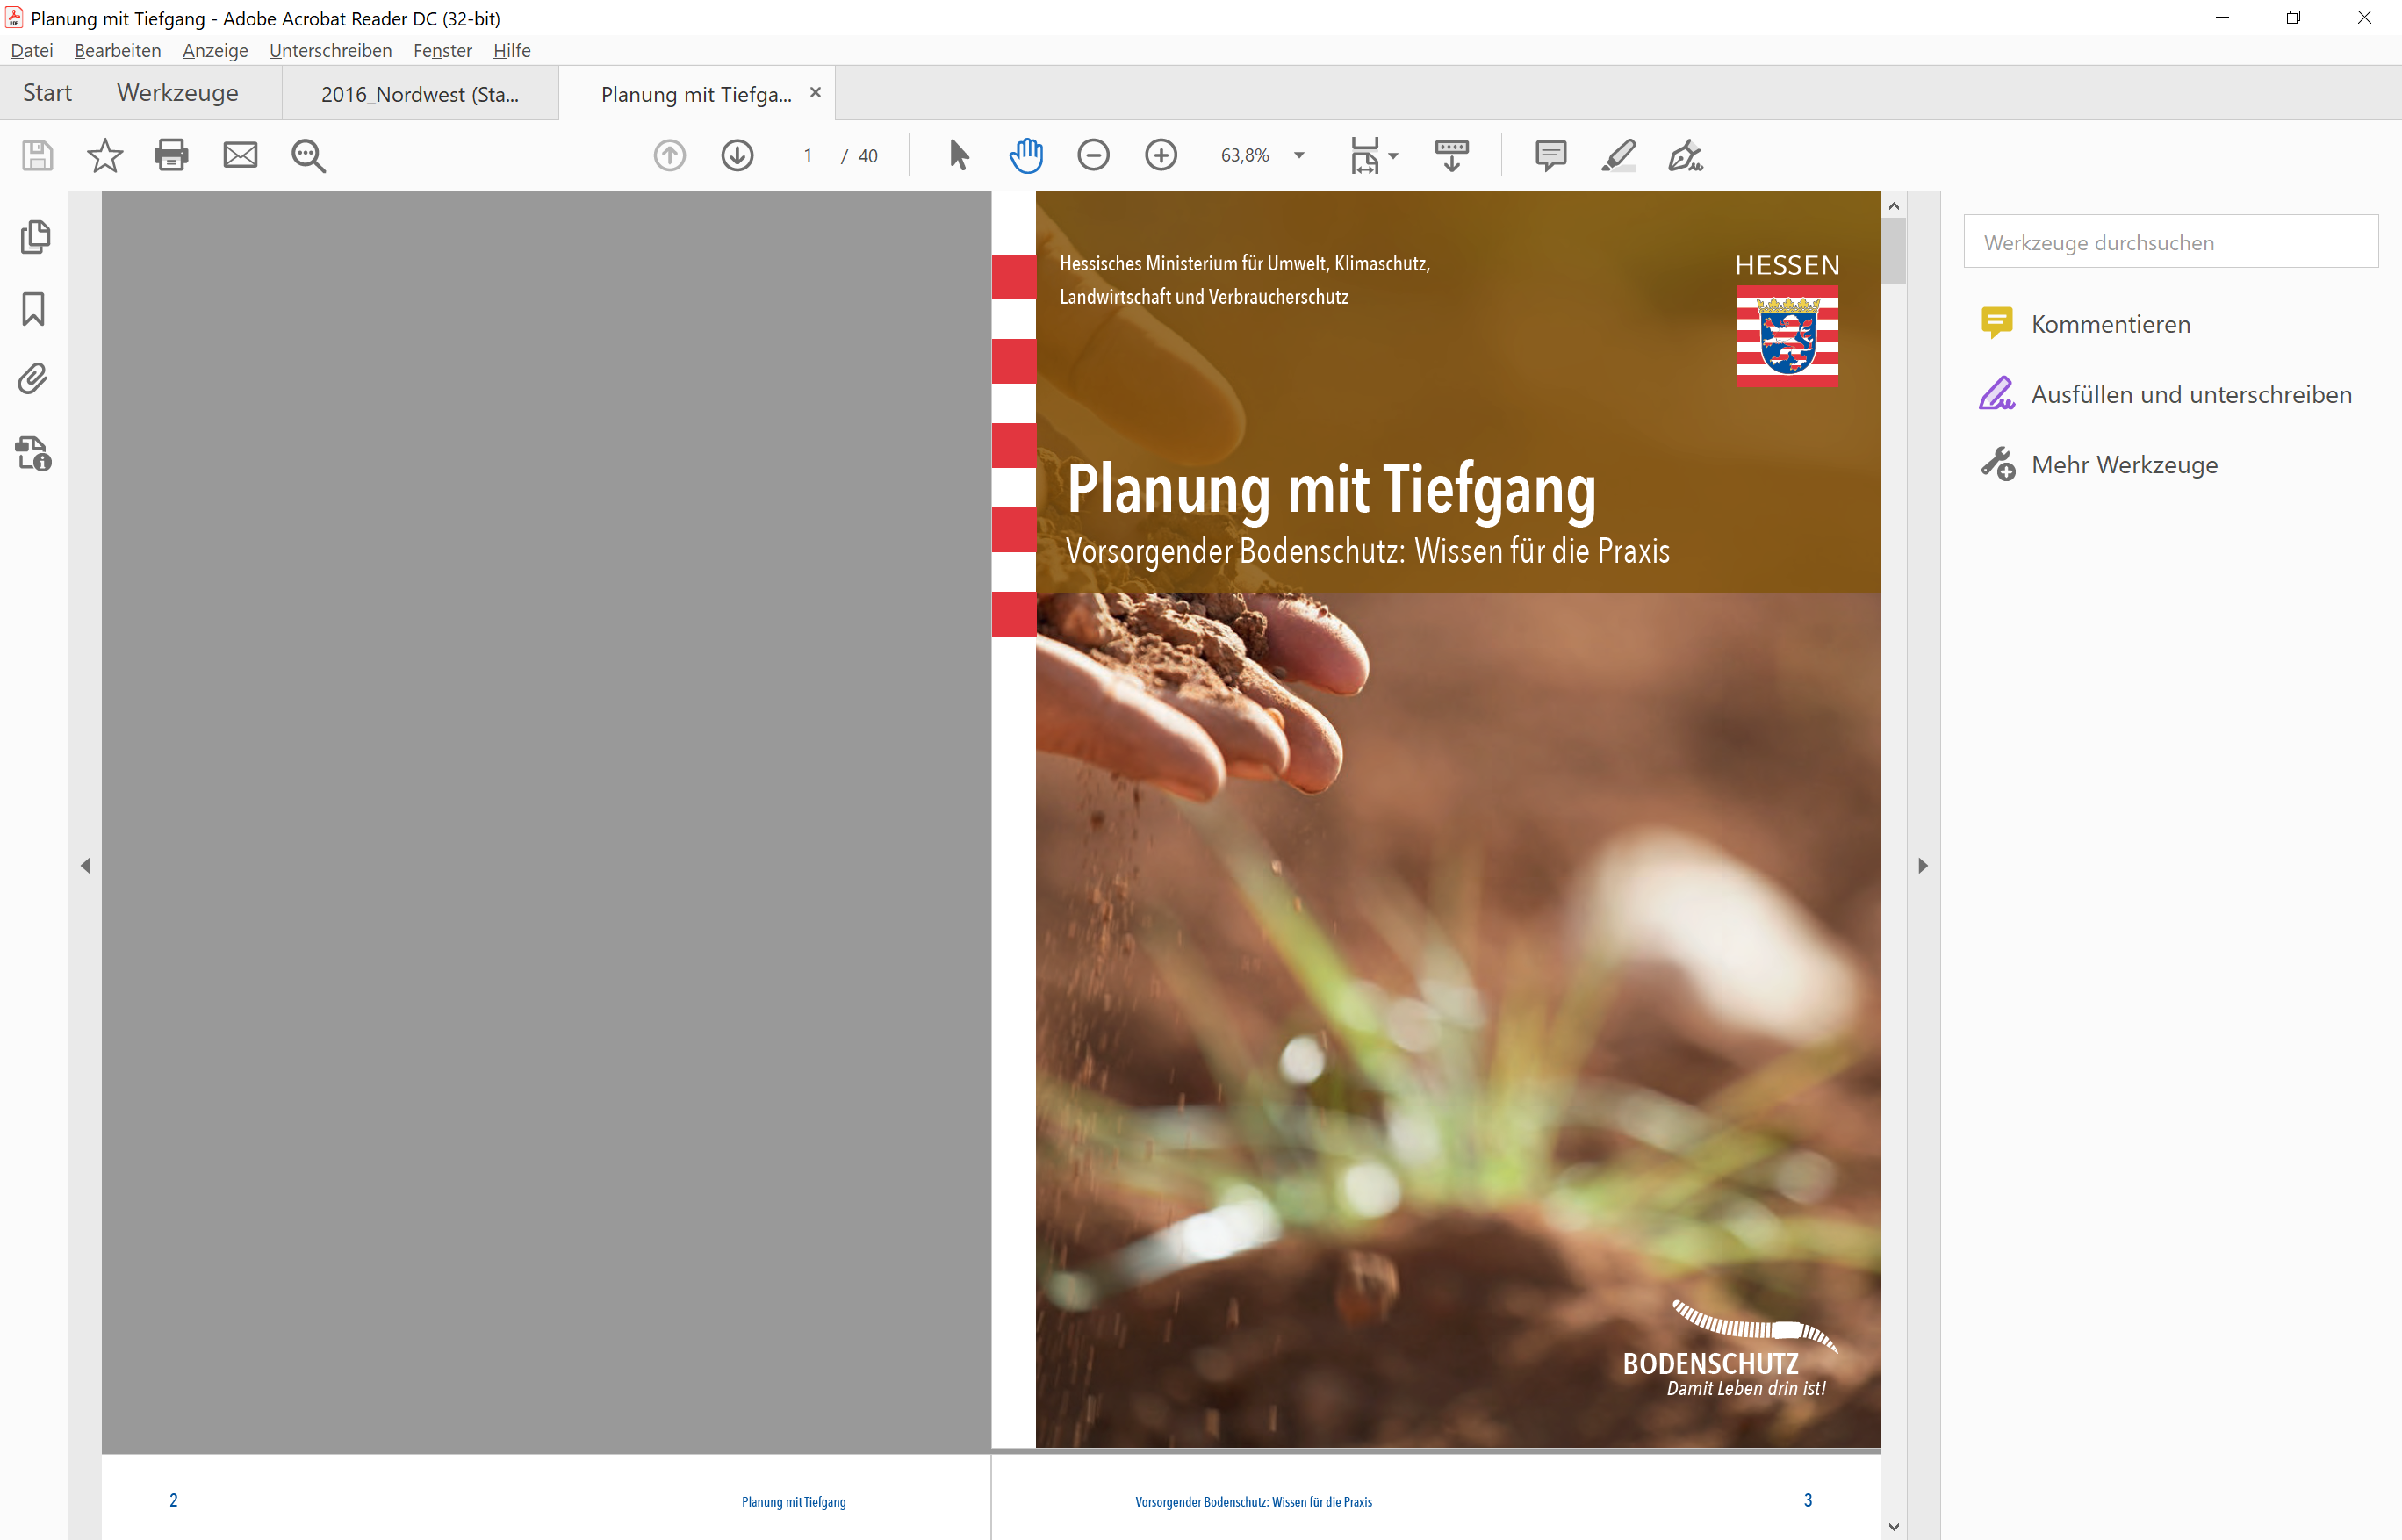 Planung mit Tiefgang - Adobe Acrobat Reader DC (32-bit)
Datei Bearbeiten Anzeige Unterschreiben Fenster Hilfe
Start Werkzeuge 2016_Nordwest (Sta... Planung mit Tiefga...
1 / 40 63,8%
Werkzeuge durchsuchen
Kommentieren
Ausfüllen und unterschreiben
Mehr Werkzeuge
Hessisches Ministerium für Umwelt, Klimaschutz,
Landwirtschaft und Verbraucherschutz
HESSEN
Planung mit Tiefgang
Vorsorgender Bodenschutz: Wissen für die Praxis
BODENSCHUTZ
Damit Leben drin ist!
2 Planung mit Tiefgang
Vorsorgender Bodenschutz: Wissen für die Praxis 3